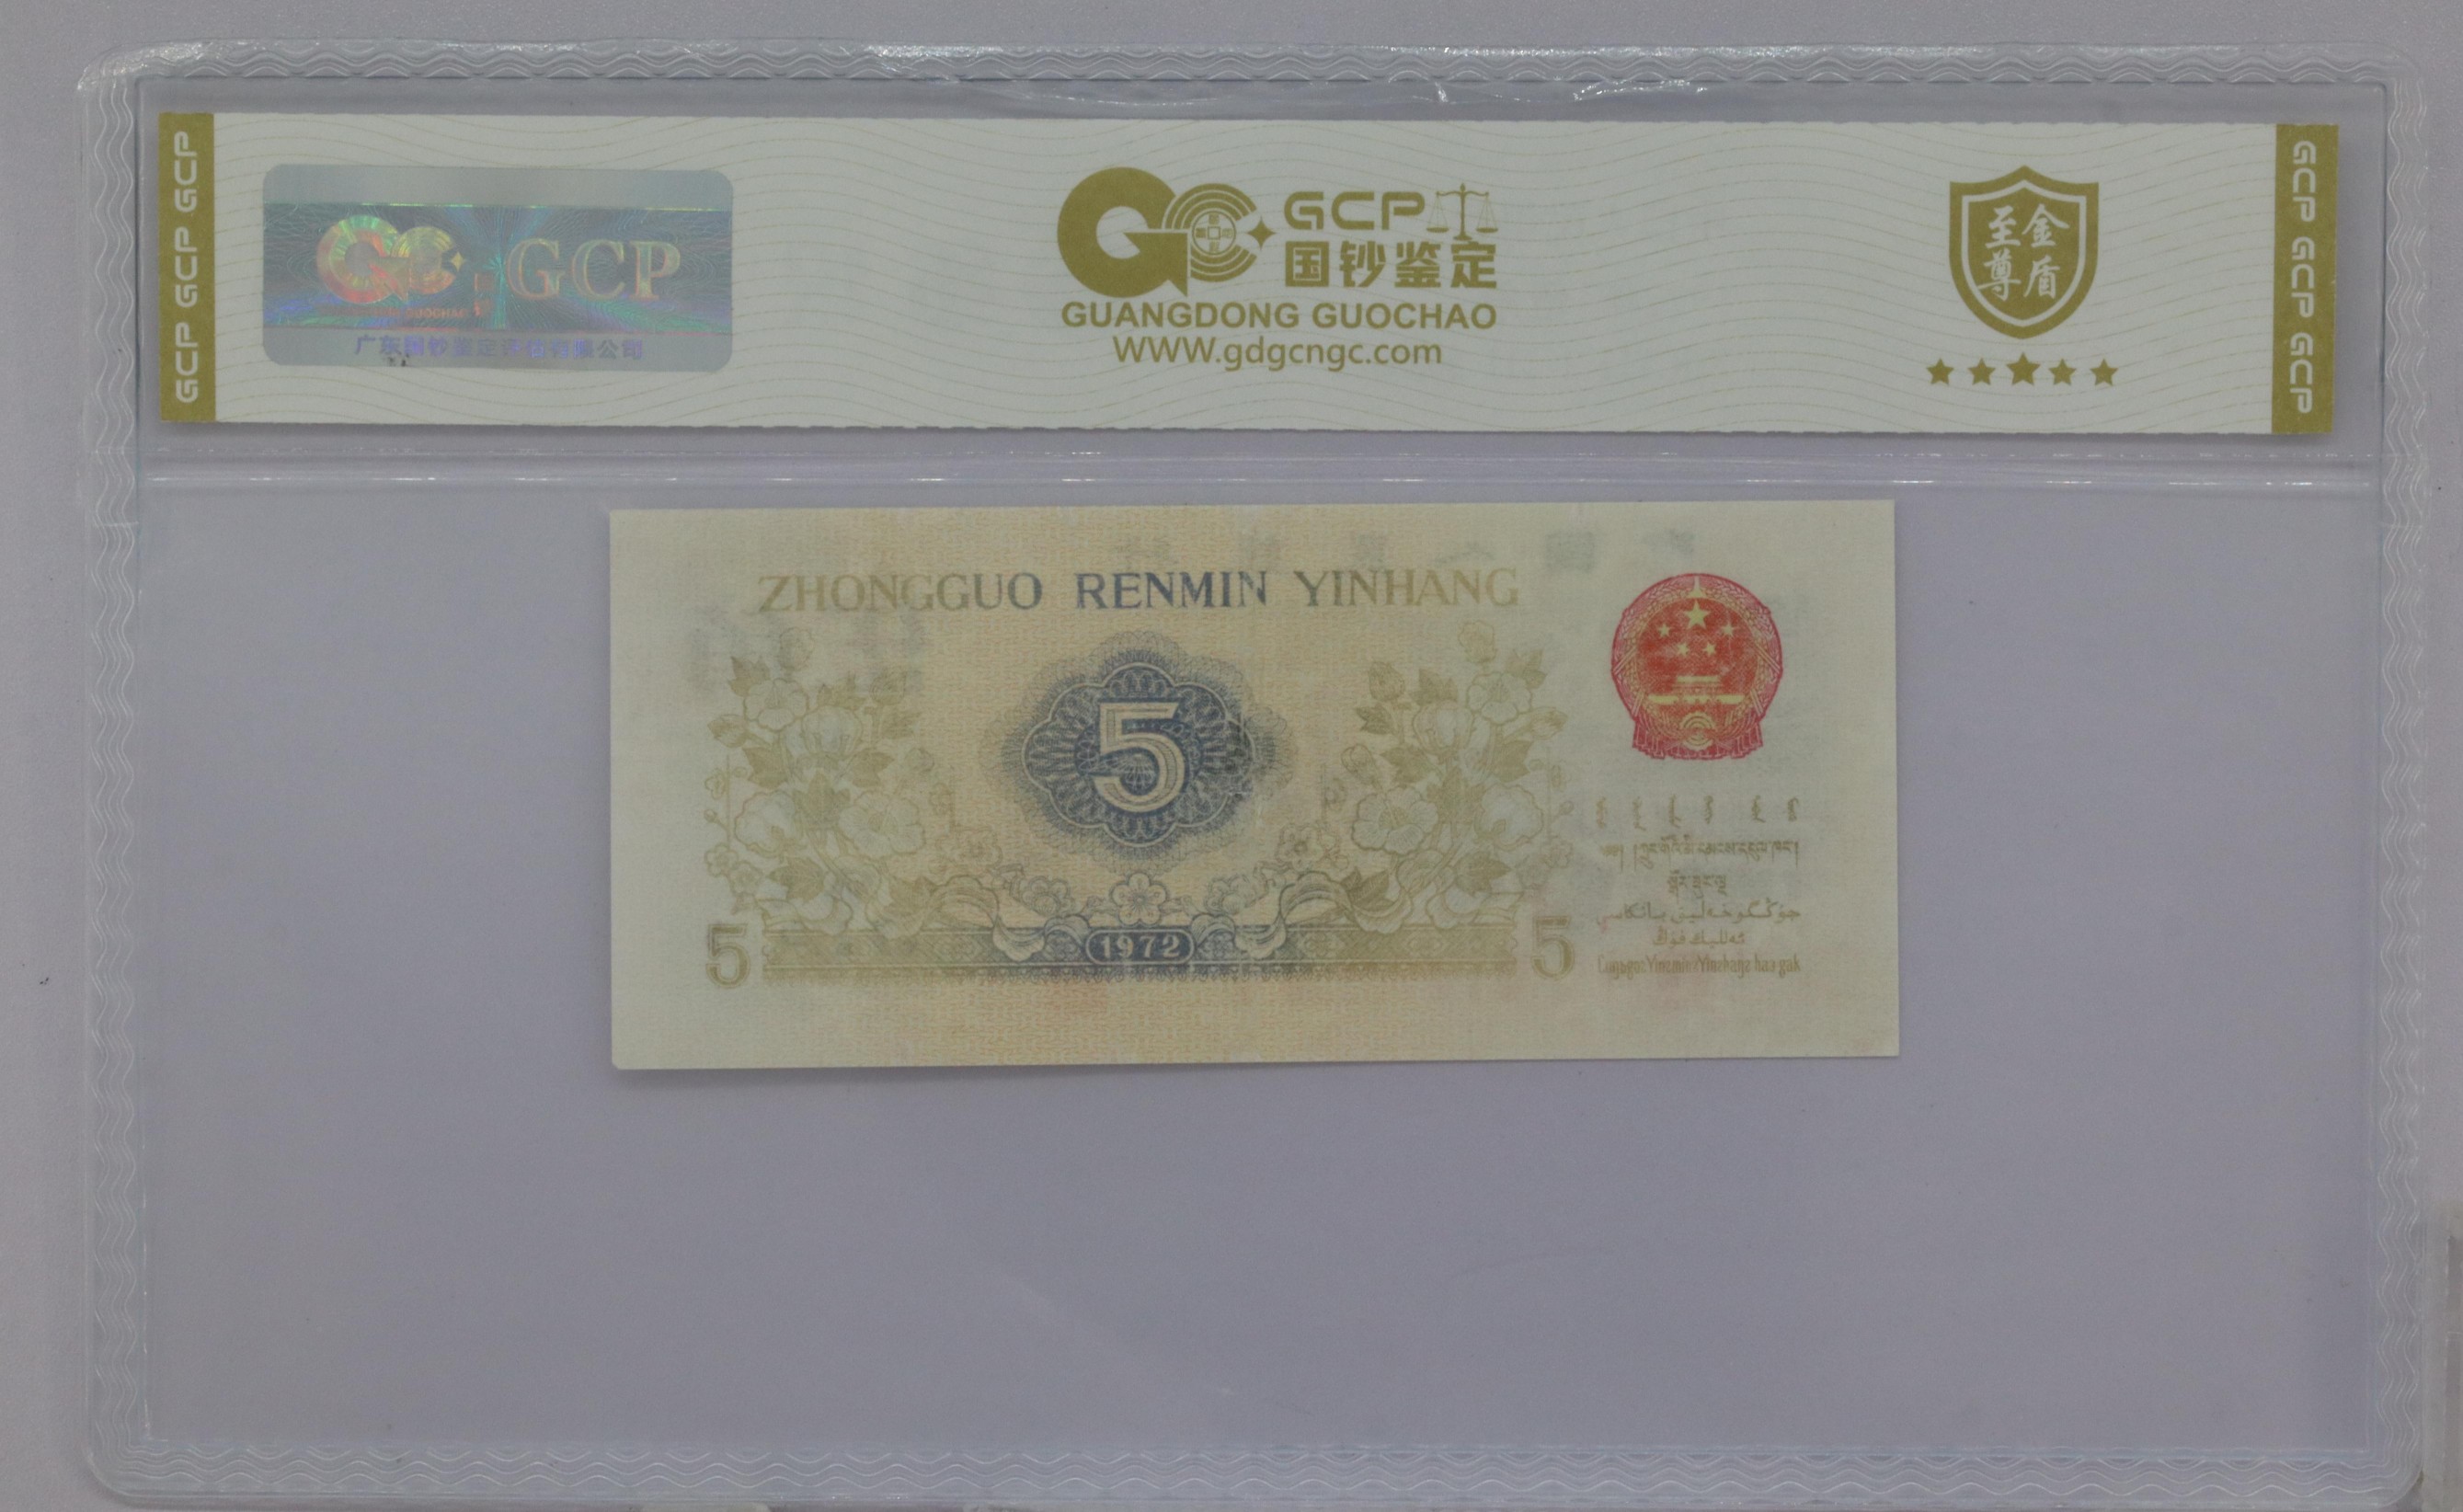 GCP GCP GCP
GCP
GUOCHAO
广东国钞鉴定评估有限公司
GCP
国钞鉴定
GUANGDONG GUOCHAO
WWW.gdgcngc.com
至金
尊盾
GCP GCP GCP
ZHONGGUO RENMIN YINHANG
5
1972
5
5